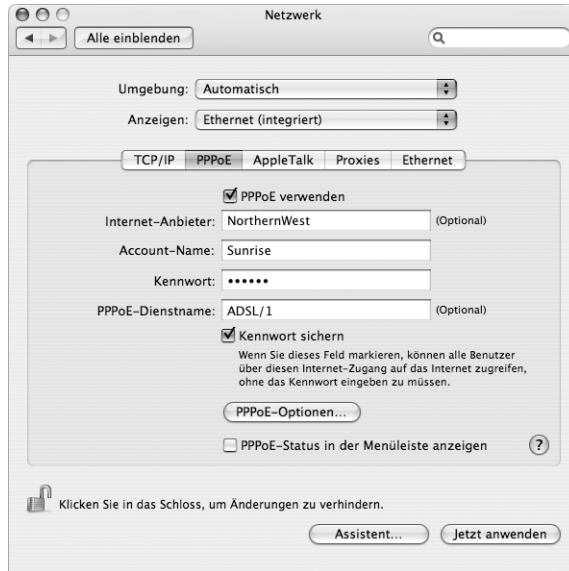 Netzwerk
Alle einblenden
Umgebung: Automatisch
Anzeigen: Ethernet (integriert)
TCP/IP PPPoE AppleTalk Proxies Ethernet
PPPoE verwenden
Internet-Anbieter: NorthernWest (Optional)
Account-Name: Sunrise
Kennwort: ••••••
PPPoE-Dienstname: ADSL/1 (Optional)
Kennwort sichern
Wenn Sie dieses Feld markieren, können alle Benutzer
über diesen Internet-Zugang auf das Internet zugreifen,
ohne das Kennwort eingeben zu müssen.
PPPoE-Optionen...
PPPoE-Status in der Menüleiste anzeigen ?
Klicken Sie in das Schloss, um Änderungen zu verhindern.
Assistent... Jetzt anwenden